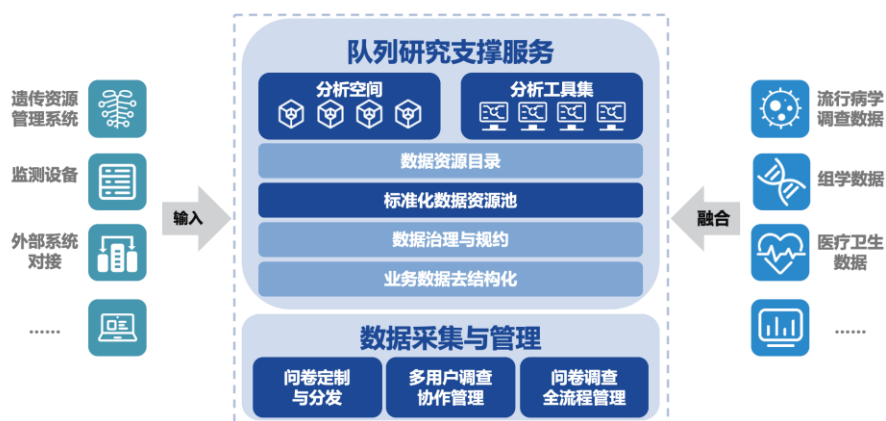 队列研究支撑服务
分析空间
分析工具集
数据资源目录
标准化数据资源池
数据治理与规约
业务数据去结构化
数据采集与管理
问卷定制
与分发
多用户调查
协作管理
问卷调查
全流程管理
遗传资源
管理系统
监测设备
外部系统
对接
……
输入
融合
流行病学
调查数据
组学数据
医疗卫生
数据
……